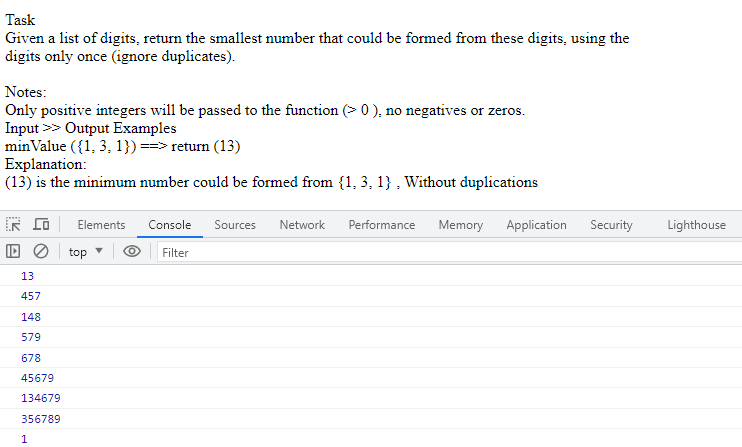 Task
Given a list of digits, return the smallest number that could be formed from these digits, using the
digits only once (ignore duplicates).
Notes:
Only positive integers will be passed to the function (> 0 ), no negatives or zeros.
Input >> Output Examples
minValue ({1, 3, 1}) ==> return (13)
Explanation:
(13) is the minimum number could be formed from {1, 3, 1} , Without duplications
Elements Console Sources Network Performance Memory Application Security Lighthouse
top ▼ Filter
13
457
148
579
678
45679
134679
356789
1